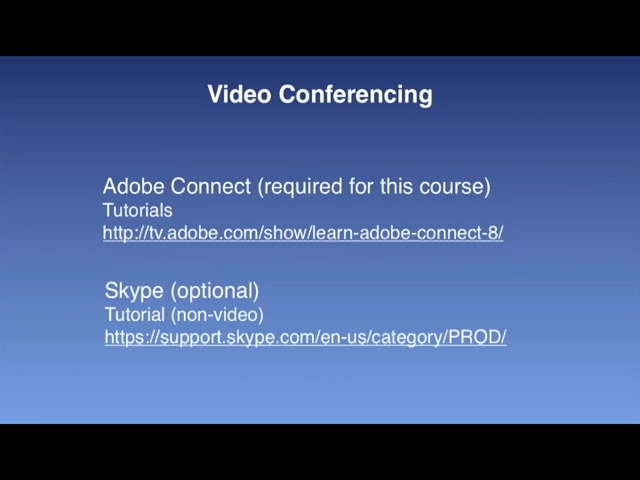 Video Conferencing
Adobe Connect (required for this course)
Tutorials
http://tv.adobe.com/show/learn-adobe-connect-8/
Skype (optional)
Tutorial (non-video)
https://support.skype.com/en-us/category/PROD/